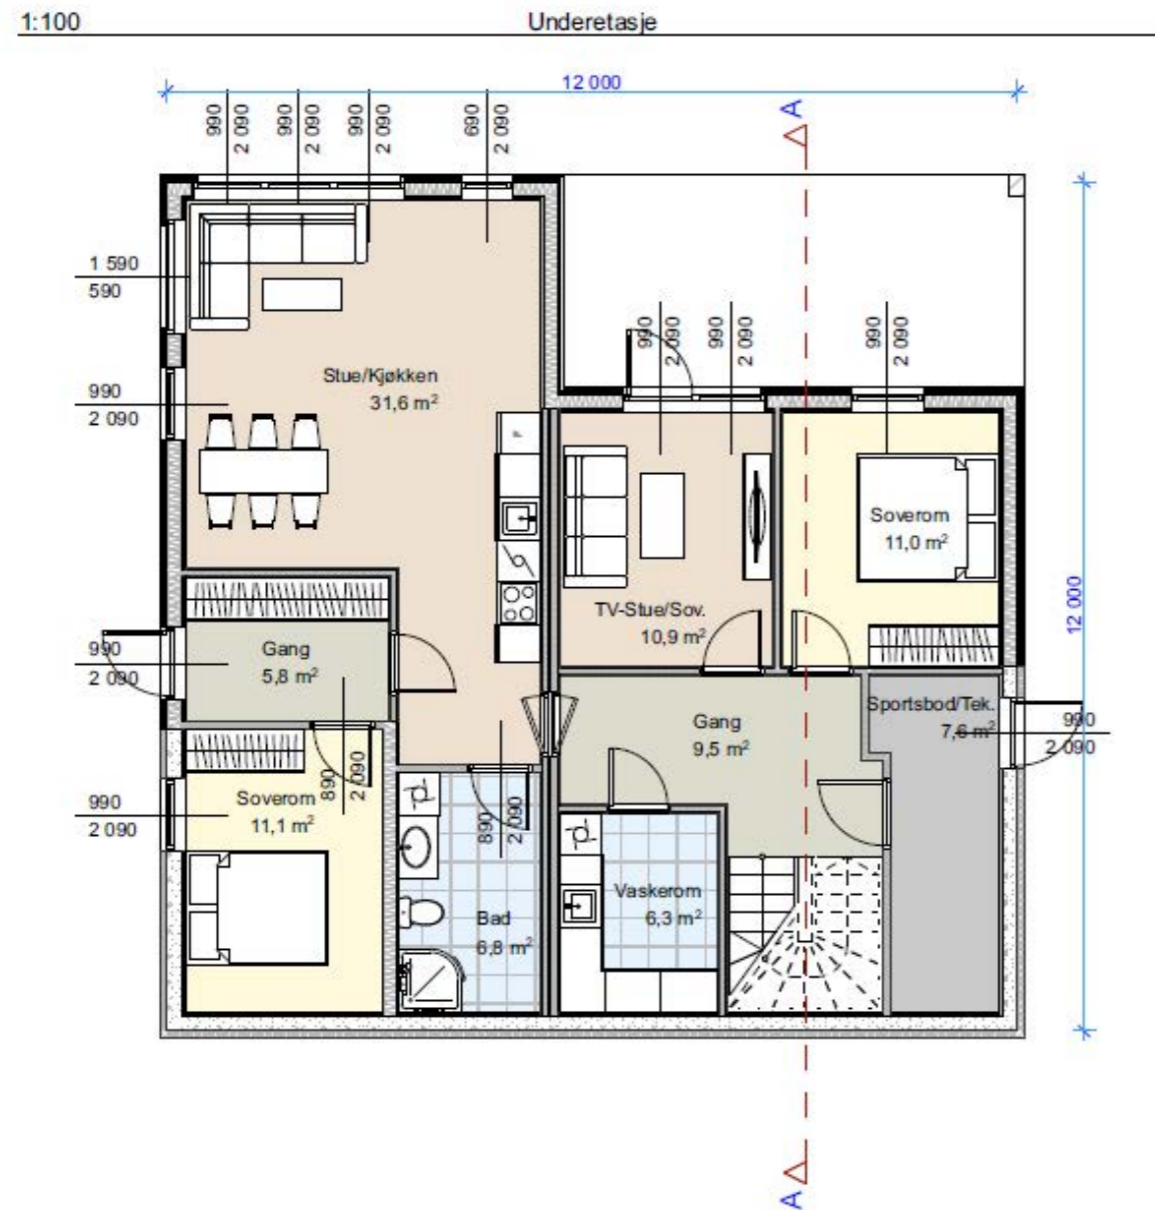 1:100 Underetasje
12 000
A
990
2 090
990
2 090
990
2 090
690
2 090
1 590
590
990
2 090
990
2 090
990
2 090
990
2 090
Stue/Kjøkken
31,6 m²
F
Soverom
11,0 m²
12 000
TV-Stue/Sov.
10,9 m²
990
2 090
Gang
5,8 m²
Sportsbod/Tek.
7,6 m²
990
2 090
Gang
9,5 m²
890
2 090
890
2 090
990
2 090
Soverom
11,1 m²
Vaskerom
6,3 m²
Bad
6,8 m²
A